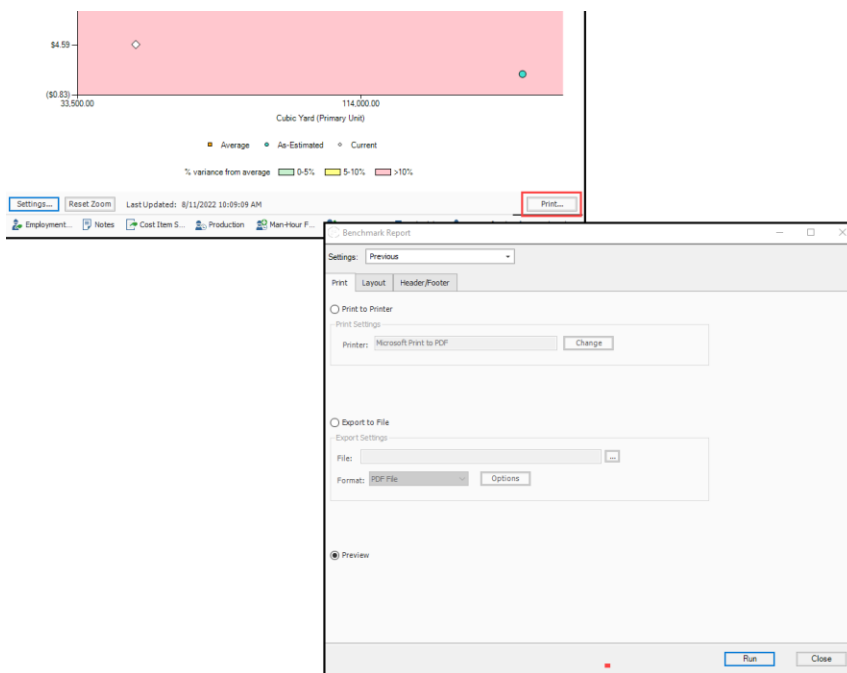 $4.59
($0.83)
33,500.00 114,000.00
Cubic Yard (Primary Unit)
Average As-Estimated Current
% variance from average 0-5% 5-10% >10%
Settings... Reset Zoom Last Updated: 8/11/2022 10:09:09 AM Print...
Employment... Notes Cost Item S... Production Man-Hour F...
Benchmark Report
Settings: Previous
Print Layout Header/Footer
Print to Printer
Print Settings
Printer: Microsoft Print to PDF Change
Export to File
Export Settings
File: ...
Format: PDF File Options
Preview
Run Close